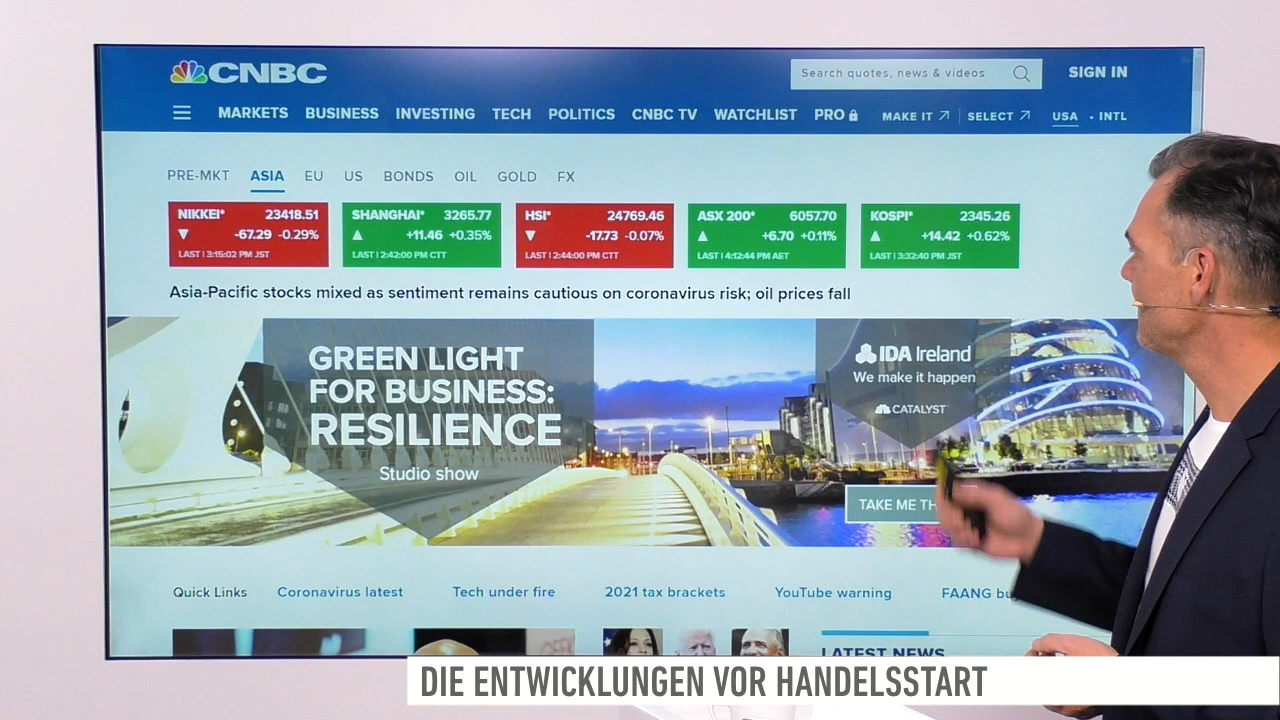 CNBC
Search quotes, news & videos
SIGN IN
MARKETS BUSINESS INVESTING TECH POLITICS CNBC TV WATCHLIST PRO MAKE IT SELECT USA • INTL
PRE-MKT ASIA EU US BONDS OIL GOLD FX
NIKKEI* 23418.51
-67.29 -0.29%
LAST | 3:15:02 PM JST
SHANGHAI* 3265.77
+11.46 +0.35%
LAST | 2:42:00 PM CTT
HSI* 24769.46
-17.73 -0.07%
LAST | 2:44:00 PM CTT
ASX 200* 6057.70
+6.70 +0.11%
LAST | 4:12:44 PM AET
KOSPI* 2345.26
+14.42 +0.62%
LAST | 3:32:40 PM JST
Asia-Pacific stocks mixed as sentiment remains cautious on coronavirus risk; oil prices fall
GREEN LIGHT
FOR BUSINESS:
RESILIENCE
Studio show
IDA Ireland
We make it happen
CATALYST
TAKE ME
Quick Links Coronavirus latest Tech under fire 2021 tax brackets YouTube warning FAANG
LATEST NEWS
DIE ENTWICKLUNGEN VOR HANDELSSTART